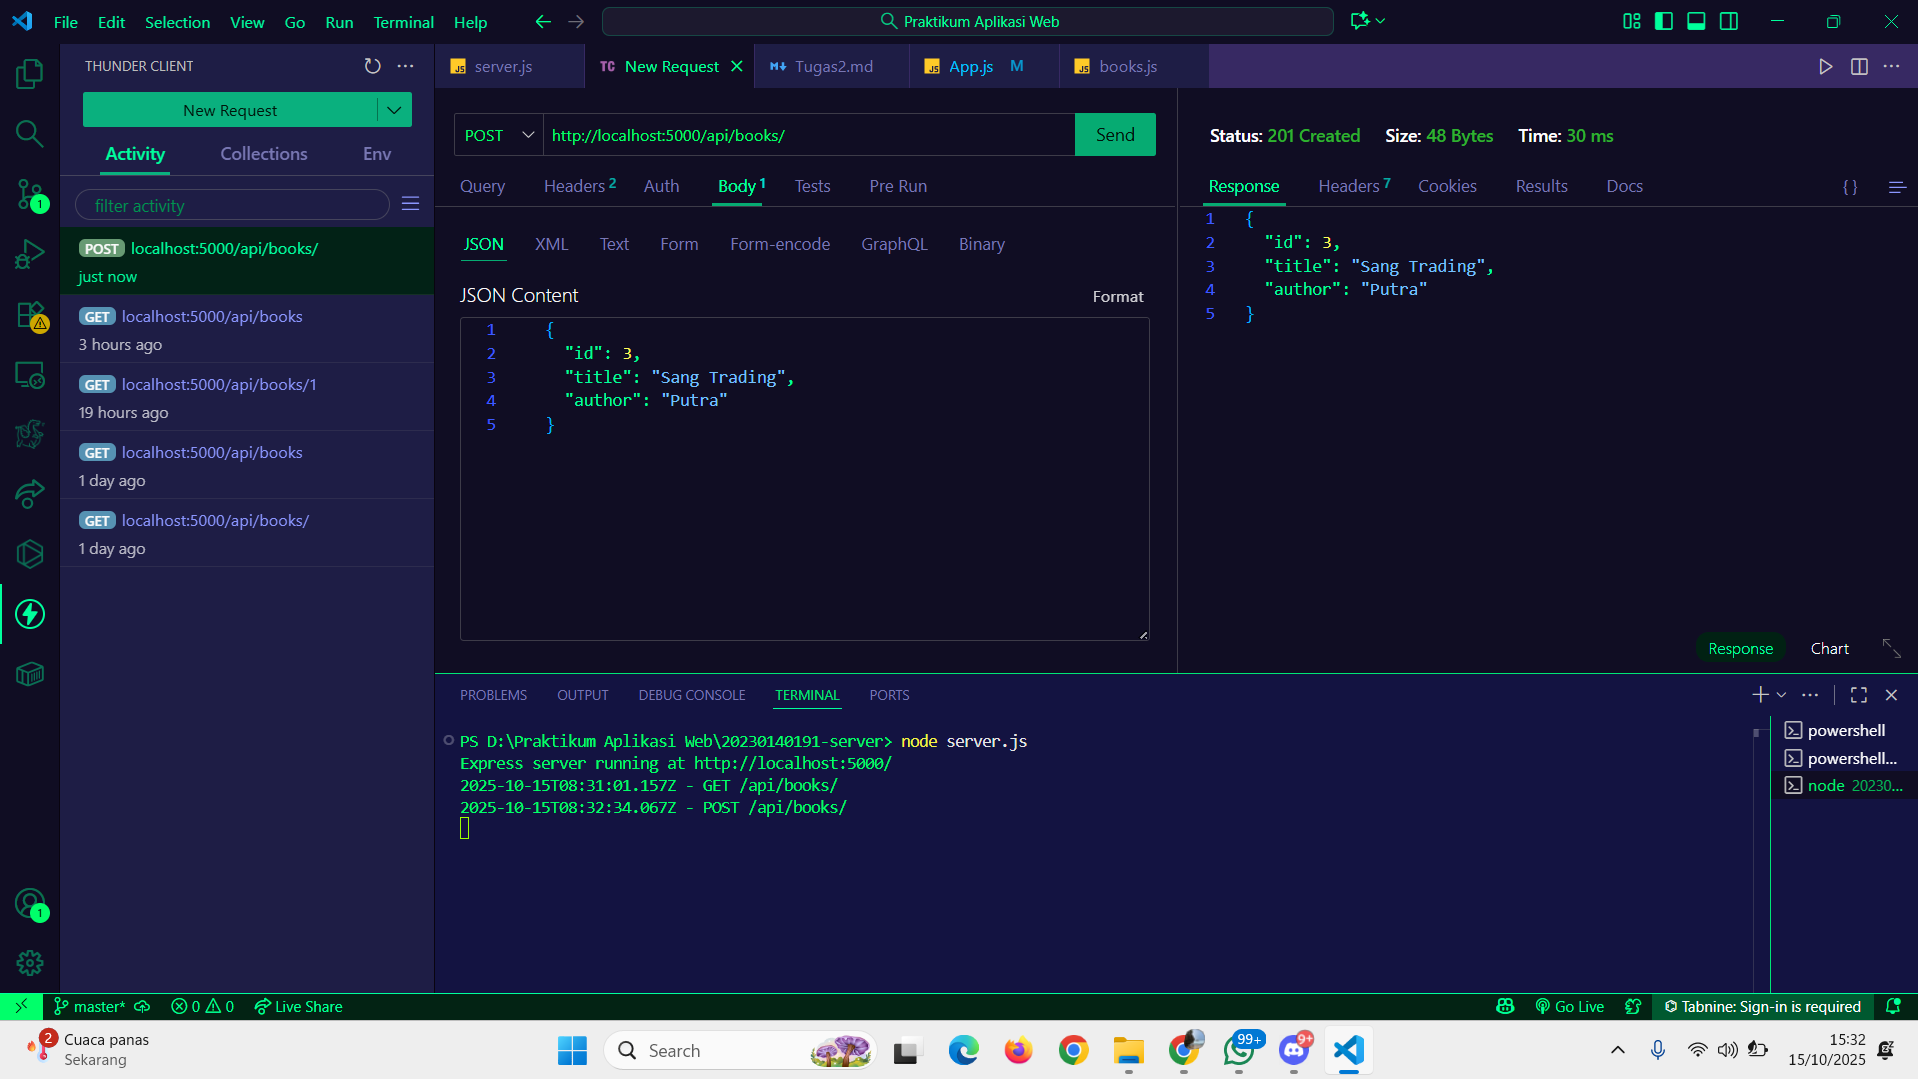 File Edit Selection View Go Run Terminal Help
Praktikum Aplikasi Web
THUNDER CLIENT
New Request
Activity Collections Env
filter activity
POST localhost:5000/api/books/
just now
GET localhost:5000/api/books
3 hours ago
GET localhost:5000/api/books/1
19 hours ago
GET localhost:5000/api/books
1 day ago
GET localhost:5000/api/books/
1 day ago
1
1
JS server.js
TC New Request
Tugas2.md
JS App.js M
JS books.js
POST http://localhost:5000/api/books/ Send
Query Headers 2 Auth Body 1 Tests Pre Run
JSON XML Text Form Form-encode GraphQL Binary
JSON Content Format
1 {
2 "id": 3,
3 "title": "Sang Trading",
4 "author": "Putra"
5 }
Status: 201 Created Size: 48 Bytes Time: 30 ms
Response Headers 7 Cookies Results Docs { }
1 {
2 "id": 3,
3 "title": "Sang Trading",
4 "author": "Putra"
5 }
Response Chart
PROBLEMS OUTPUT DEBUG CONSOLE TERMINAL PORTS
PS D:\Praktikum Aplikasi Web\20230140191-server> node server.js
Express server running at http://localhost:5000/
2025-10-15T08:31:01.157Z - GET /api/books/
2025-10-15T08:32:34.067Z - POST /api/books/
powershell
powershell...
node 20230...
master* 0 0 Live Share
Go Live Tabnine: Sign-in is required
2
Cuaca panas
Sekarang
Search
99+
9+
15:32
15/10/2025